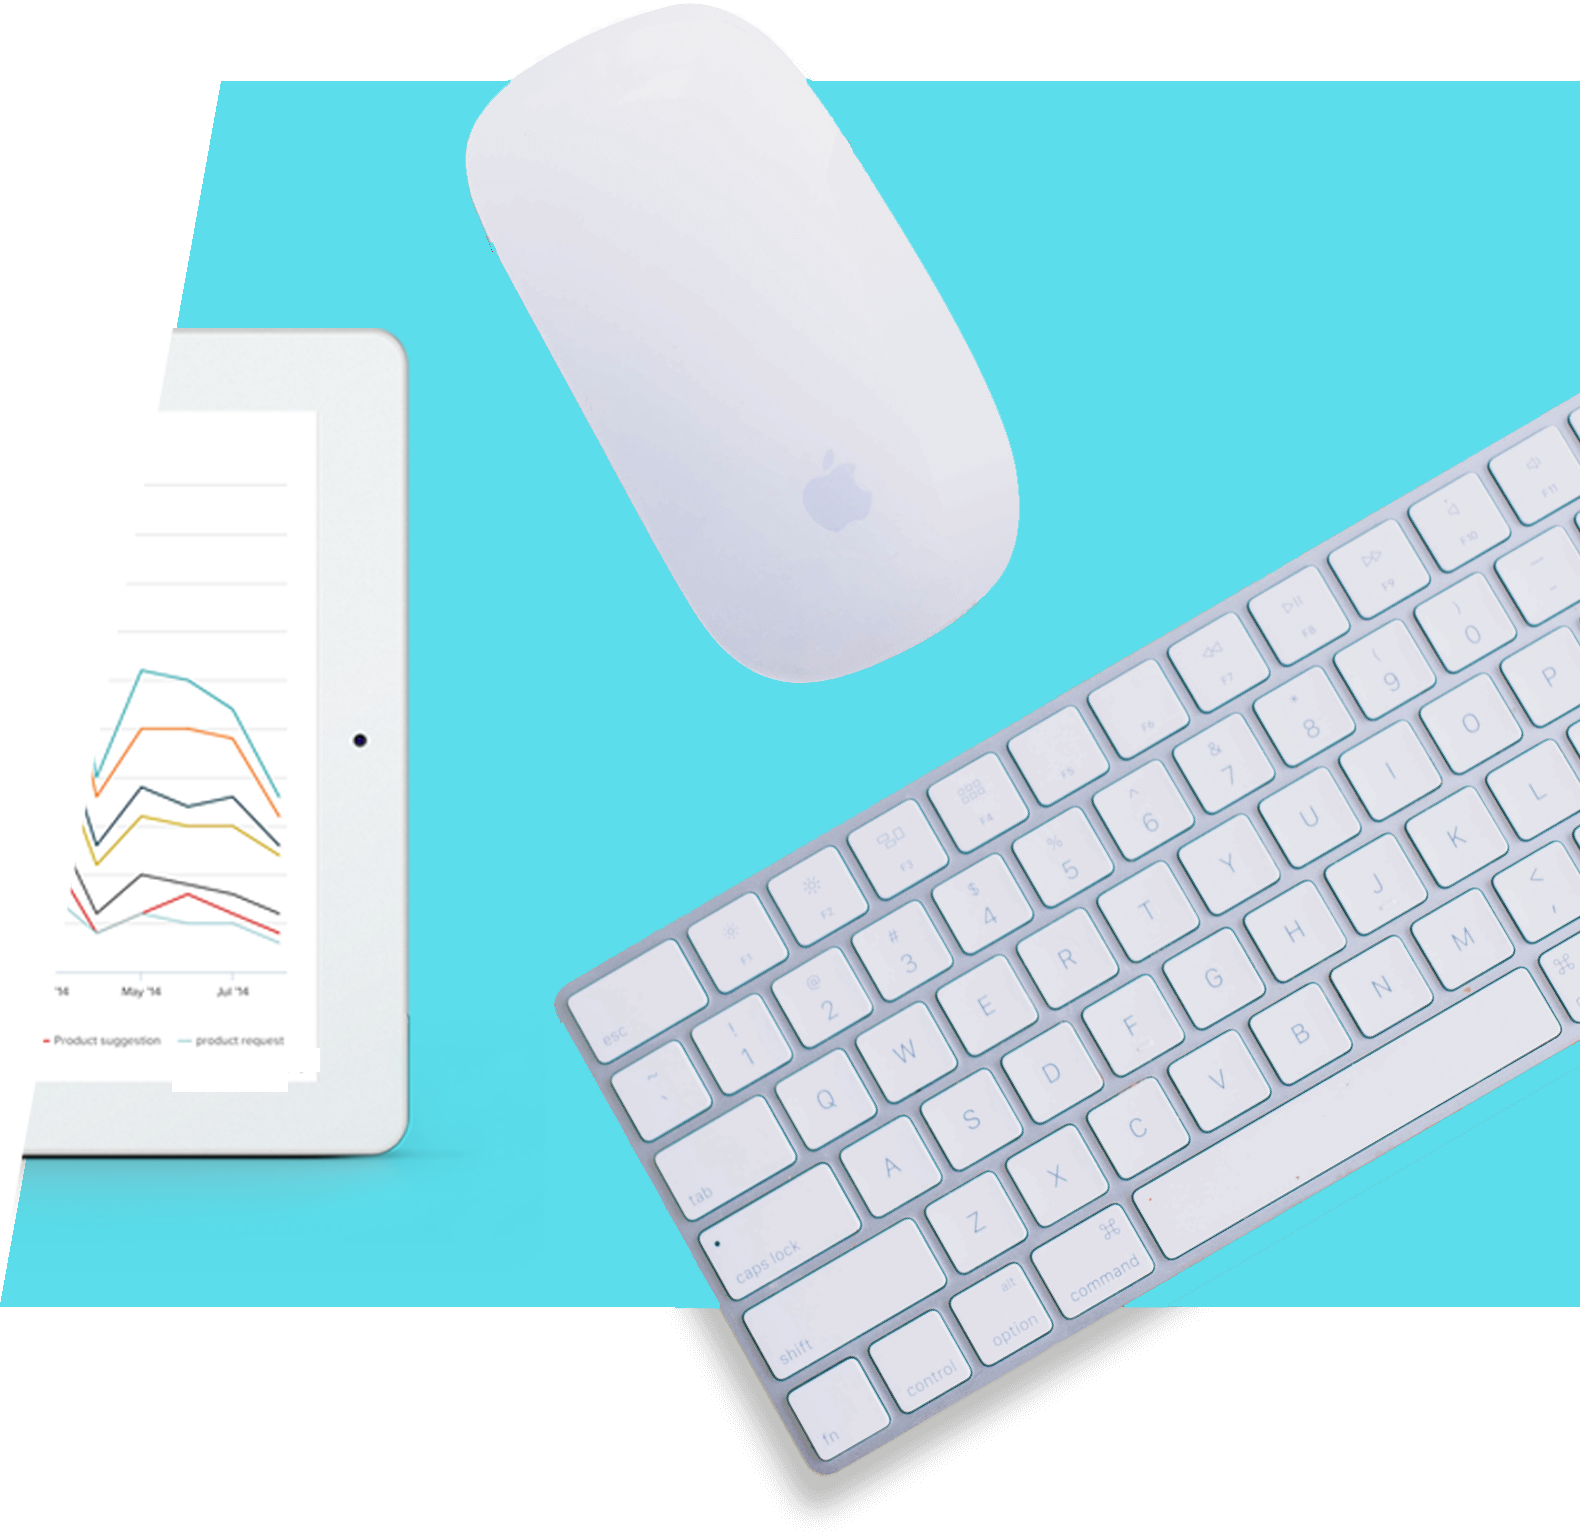 '14 May '14 Jul '14
Product suggestion product request
esc F1 F2 F3 F4 F5 F6 F7 F8 F9 F10 F11
~ ` ! 1 @ 2 # 3 $ 4 % 5 ^ 6 & 7 * 8 ( 9 ) 0 — -
tab Q W E R T Y U I O P
caps lock A S D F G H J K L
shift Z X C V B N M < ,
fn control alt option ⌘ command ⌘